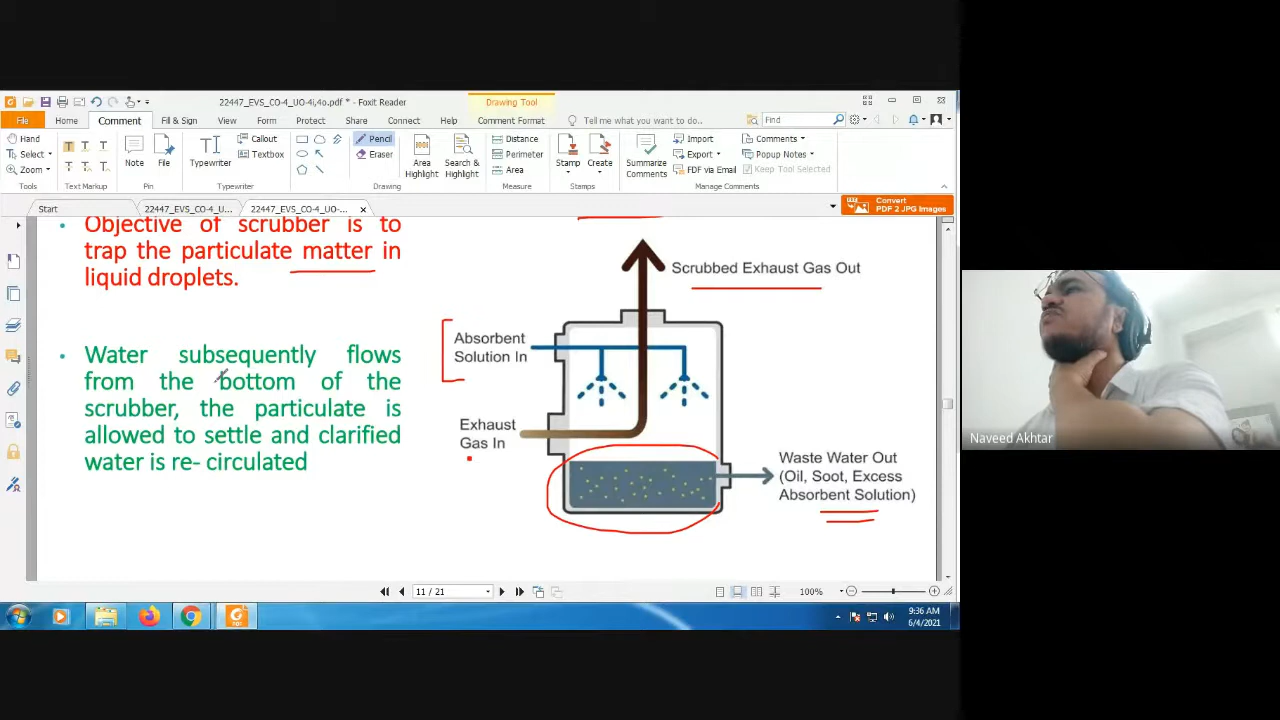 22447_EVS_CO-4_UO-4i,4o.pdf * - Foxit Reader
Drawing Tool
File
Home
Comment
Fill & Sign
View
Form
Protect
Share
Connect
Help
Comment Format
Tell me what you want to do..
Find
Hand
Select
Zoom
Tools
Text Markup
Note
File
Pin
Typewriter
Callout
Textbox
Typewriter
Pencil
Eraser
Drawing
Area Highlight
Search & Highlight
Distance
Perimeter
Area
Measure
Stamp
Create
Stamps
Summarize Comments
Import
Export
FDF via Email
Comments
Popup Notes
Keep Tool Selected
Manage Comments
Start
22447_EVS_CO-4_U...
22447_EVS_CO-4_UO-...
Convert
PDF 2 JPG Images
• Objective of scrubber is to
trap the particulate matter in
liquid droplets.
• Water subsequently flows
from the bottom of the
scrubber, the particulate is
allowed to settle and clarified
water is re- circulated
Scrubbed Exhaust Gas Out
Absorbent
Solution In
Exhaust
Gas In
Waste Water Out
(Oil, Soot, Excess
Absorbent Solution)
Naveed Akhtar
11 / 21
100%
9:36 AM
6/4/2021